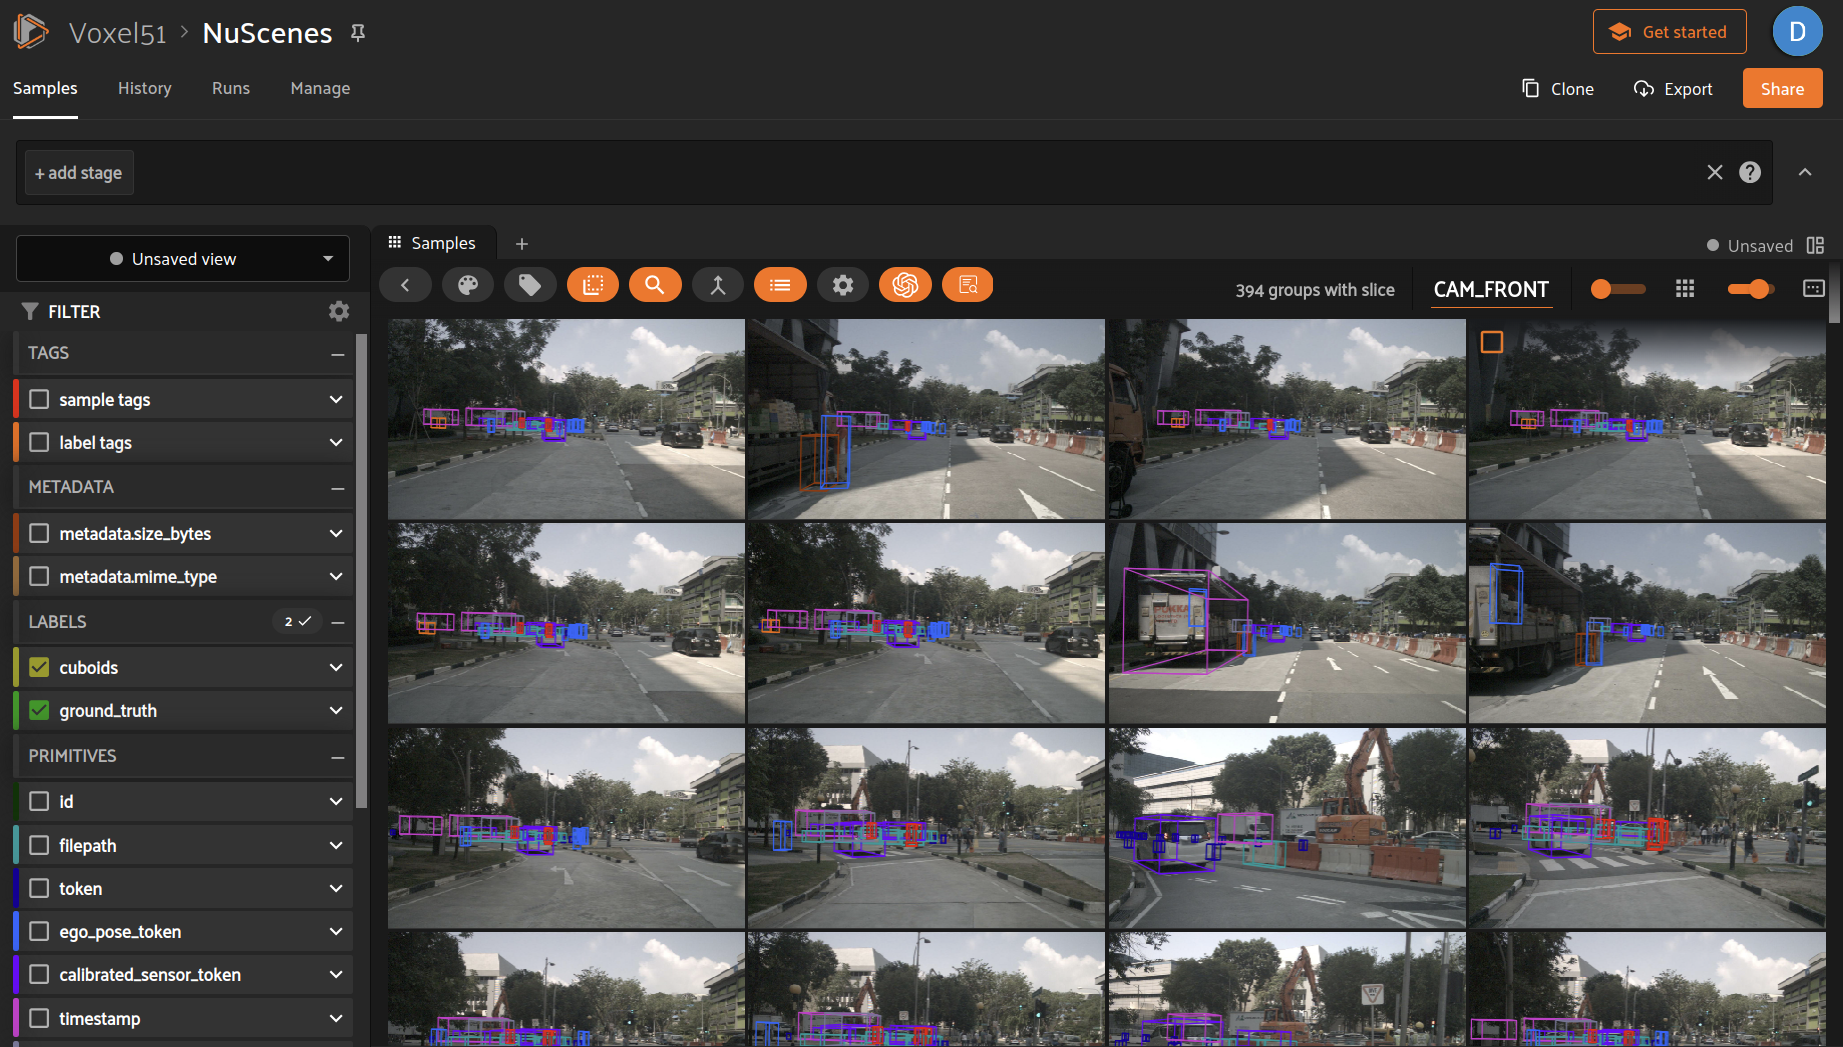 Voxel51 > NuScenes
Get started
D
Samples
History
Runs
Manage
Clone
Export
Share
+ add stage
?
Unsaved view
Samples
+
Unsaved
394 groups with slice
CAM_FRONT
FILTER
TAGS
sample tags
label tags
METADATA
metadata.size_bytes
metadata.mime_type
LABELS
2
cuboids
ground_truth
PRIMITIVES
id
filepath
token
ego_pose_token
calibrated_sensor_token
timestamp